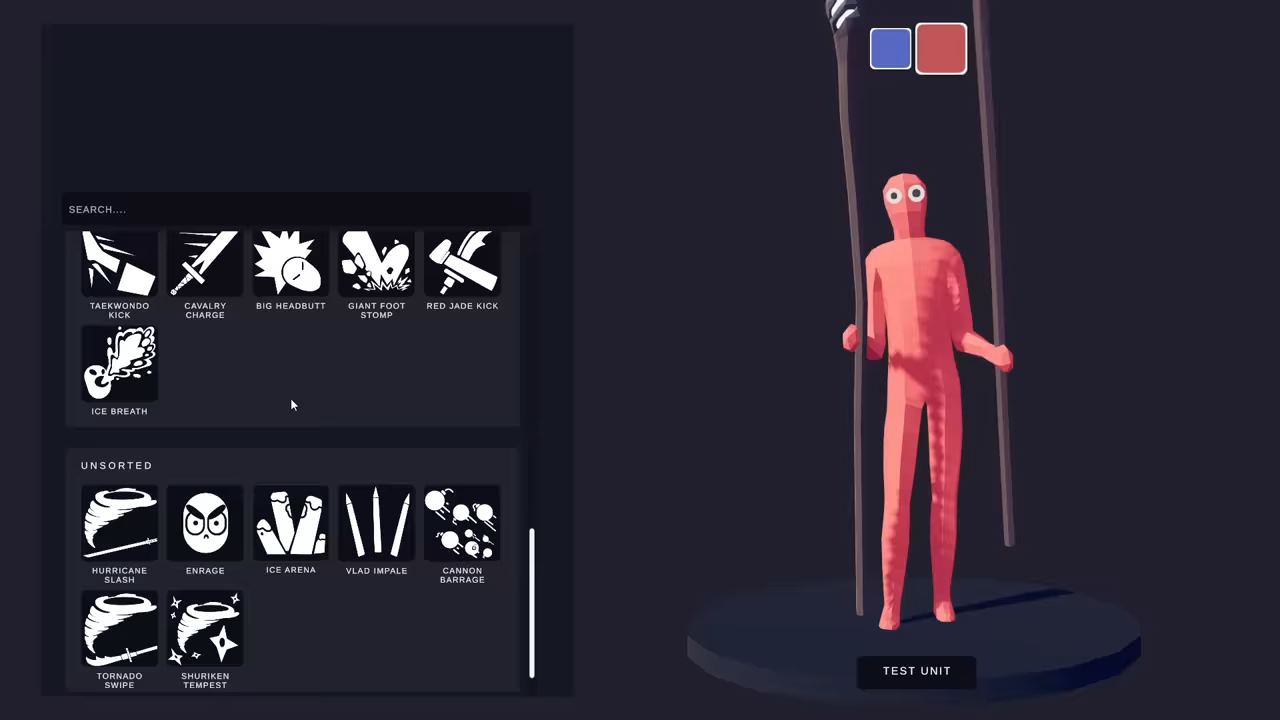 SEARCH....
TAEKWONDO
KICK
CAVALRY
CHARGE
BIG HEADBUTT
GIANT FOOT
STOMP
RED JADE KICK
ICE BREATH
UNSORTED
HURRICANE
SLASH
ENRAGE
ICE ARENA
VLAD IMPALE
CANNON
BARRAGE
TORNADO
SWIPE
SHURIKEN
TEMPEST
TEST UNIT